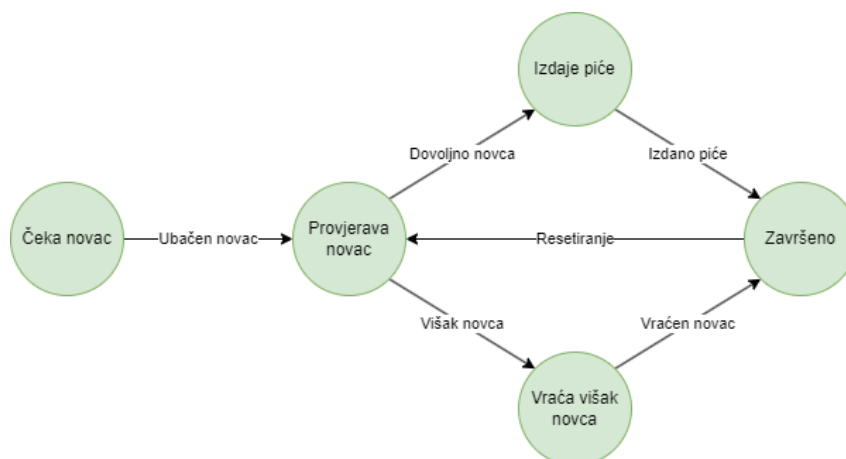 Izdaje piće
Dovoljno novca
Izdano piće
Čeka novac
Ubačen novac
Provjerava
novac
Resetiranje
Završeno
Višak novca
Vraćen novac
Vraća višak
novca